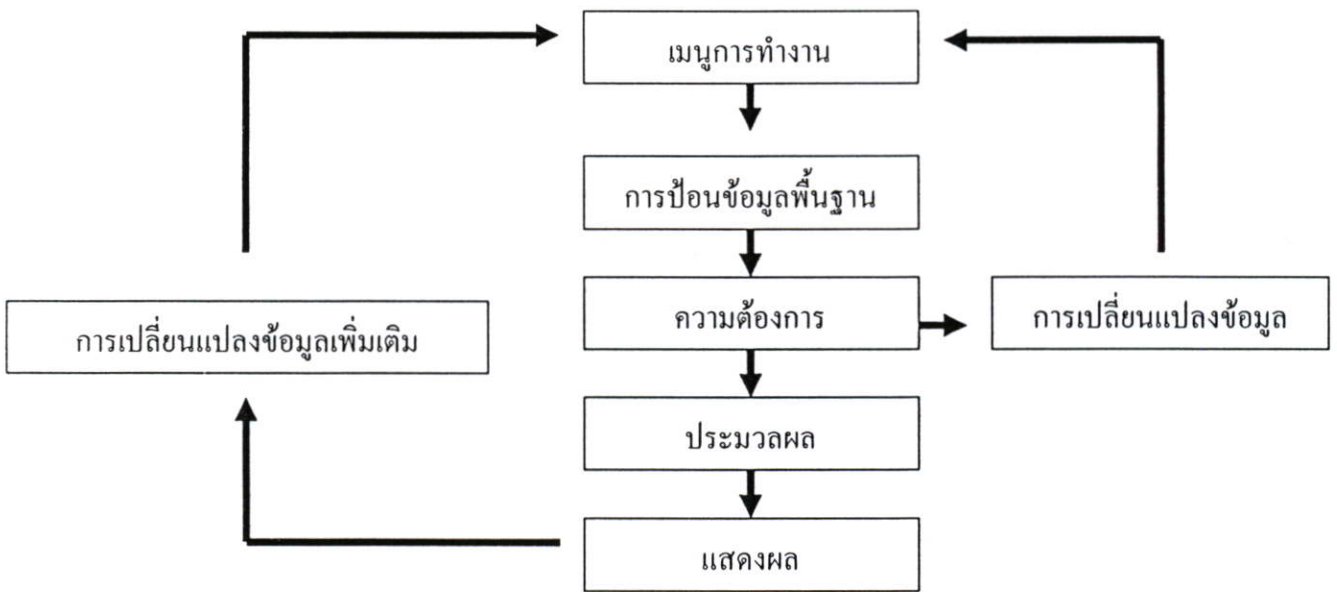 เมนูการทำงาน
การป้อนข้อมูลพื้นฐาน
ความต้องการ
การเปลี่ยนแปลงข้อมูล
การเปลี่ยนแปลงข้อมูลเพิ่มเติม
ประมวลผล
แสดงผล